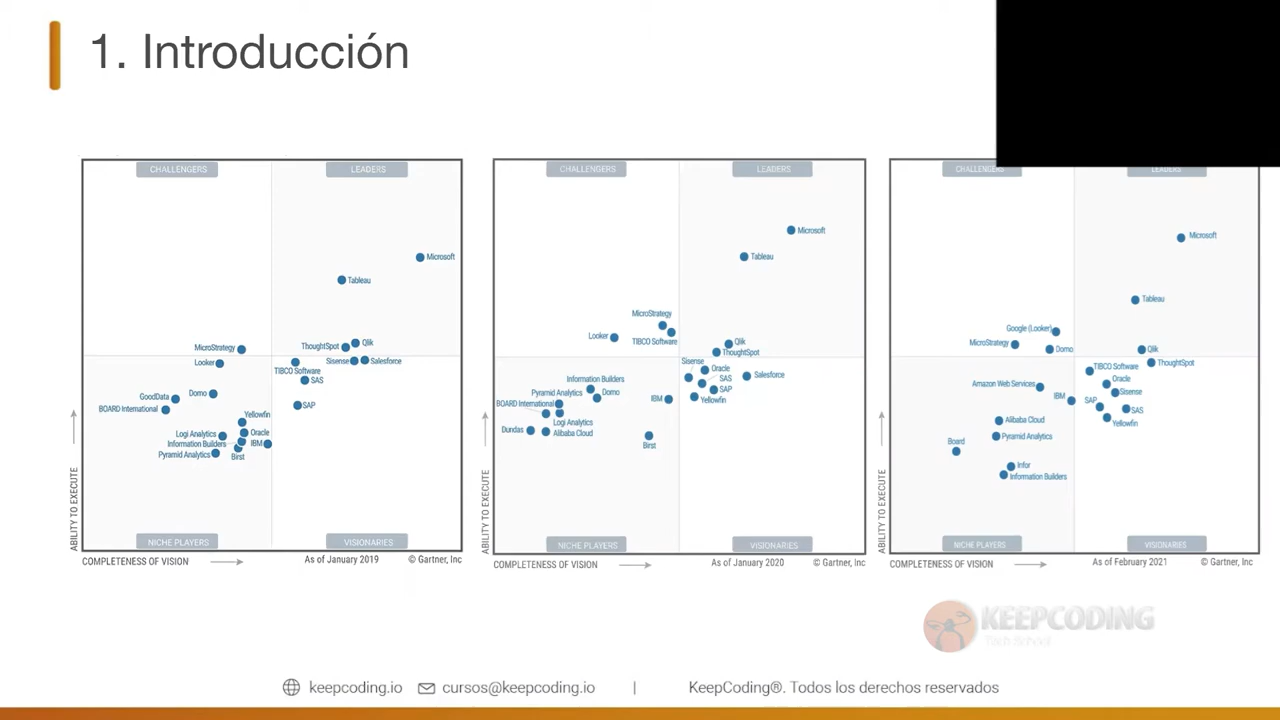 1. Introducción
CHALLENGERS
LEADERS
Microsoft
Tableau
Qlik
ThoughtSpot
MicroStrategy
Sisense
Salesforce
Looker
TIBCO Software
SAS
Domo
GoodData
SAP
BOARD International
Yellowfin
Logi Analytics
Oracle
Information Builders
IBM
Pyramid Analytics
Birst
NICHE PLAYERS
VISIONARIES
ABILITY TO EXECUTE
COMPLETENESS OF VISION
As of January 2019
© Gartner, Inc
CHALLENGERS
LEADERS
Microsoft
Tableau
MicroStrategy
Looker
TIBCO Software
Qlik
ThoughtSpot
Sisense
Oracle
Salesforce
Information Builders
SAS
Pyramid Analytics
Domo
SAP
BOARD International
IBM
Yellowfin
Logi Analytics
Dundas
Alibaba Cloud
Birst
NICHE PLAYERS
VISIONARIES
ABILITY TO EXECUTE
COMPLETENESS OF VISION
As of January 2020
© Gartner, Inc
CHALLENGERS
LEADERS
Microsoft
Tableau
Google (Looker)
MicroStrategy
Domo
Qlik
ThoughtSpot
TIBCO Software
Oracle
Amazon Web Services
Sisense
IBM
SAP
SAS
Alibaba Cloud
Yellowfin
Pyramid Analytics
Board
Infor
Information Builders
NICHE PLAYERS
VISIONARIES
ABILITY TO EXECUTE
COMPLETENESS OF VISION
As of February 2021
© Gartner, Inc
KEEPCODING
Tech School
keepcoding.io
cursos@keepcoding.io
|
KeepCoding®. Todos los derechos reservados